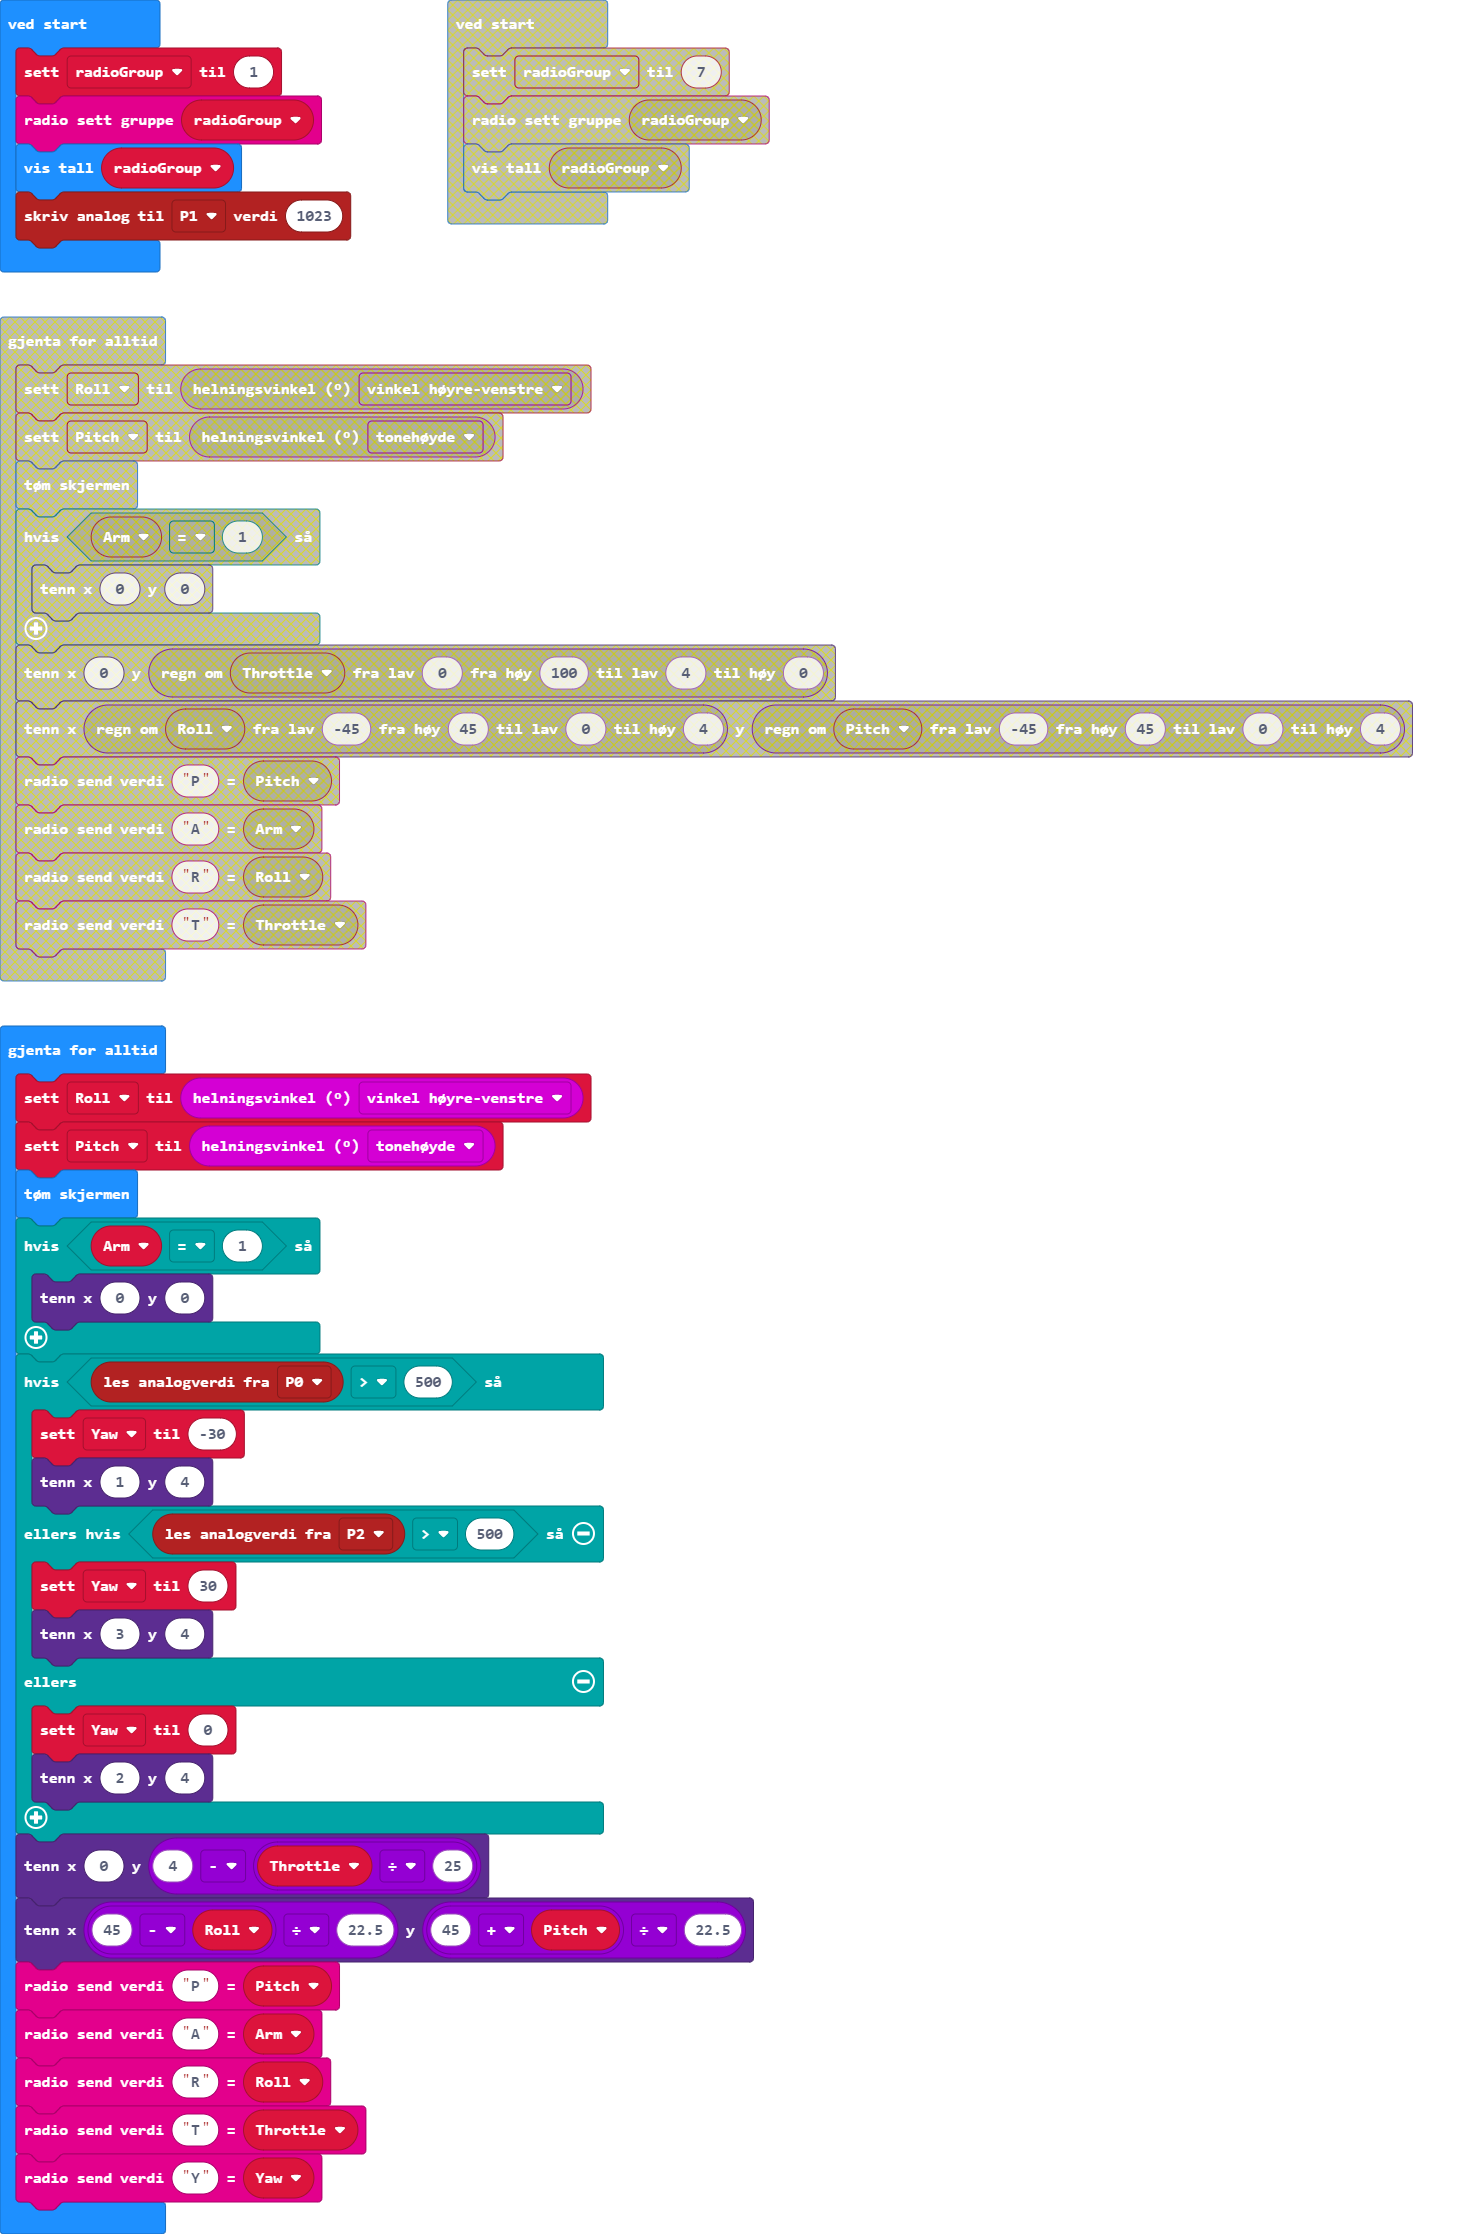 ved start
sett radioGroup til 1
radio sett gruppe radioGroup
vis tall radioGroup
skriv analog til P1 verdi 1023
ved start
sett radioGroup til 7
radio sett gruppe radioGroup
vis tall radioGroup
gjenta for alltid
sett Roll til helningsvinkel (º) vinkel høyre-venstre
sett Pitch til helningsvinkel (º) tonehøyde
tøm skjermen
hvis Arm = 1 så
tenn x 0 y 0
tenn x 0 y regn om Throttle fra lav 0 fra høy 100 til lav 4 til høy 0
tenn x regn om Roll fra lav -45 fra høy 45 til lav 0 til høy 4 y regn om Pitch fra lav -45 fra høy 45 til lav 0 til høy 4
radio send verdi "P" = Pitch
radio send verdi "A" = Arm
radio send verdi "R" = Roll
radio send verdi "T" = Throttle
gjenta for alltid
sett Roll til helningsvinkel (º) vinkel høyre-venstre
sett Pitch til helningsvinkel (º) tonehøyde
tøm skjermen
hvis Arm = 1 så
tenn x 0 y 0
hvis les analogverdi fra P0 > 500 så
sett Yaw til -30
tenn x 1 y 4
ellers hvis les analogverdi fra P2 > 500 så
sett Yaw til 30
tenn x 3 y 4
ellers
sett Yaw til 0
tenn x 2 y 4
tenn x 0 y 4 - Throttle ÷ 25
tenn x 45 - Roll ÷ 22.5 y 45 + Pitch ÷ 22.5
radio send verdi "P" = Pitch
radio send verdi "A" = Arm
radio send verdi "R" = Roll
radio send verdi "T" = Throttle
radio send verdi "Y" = Yaw